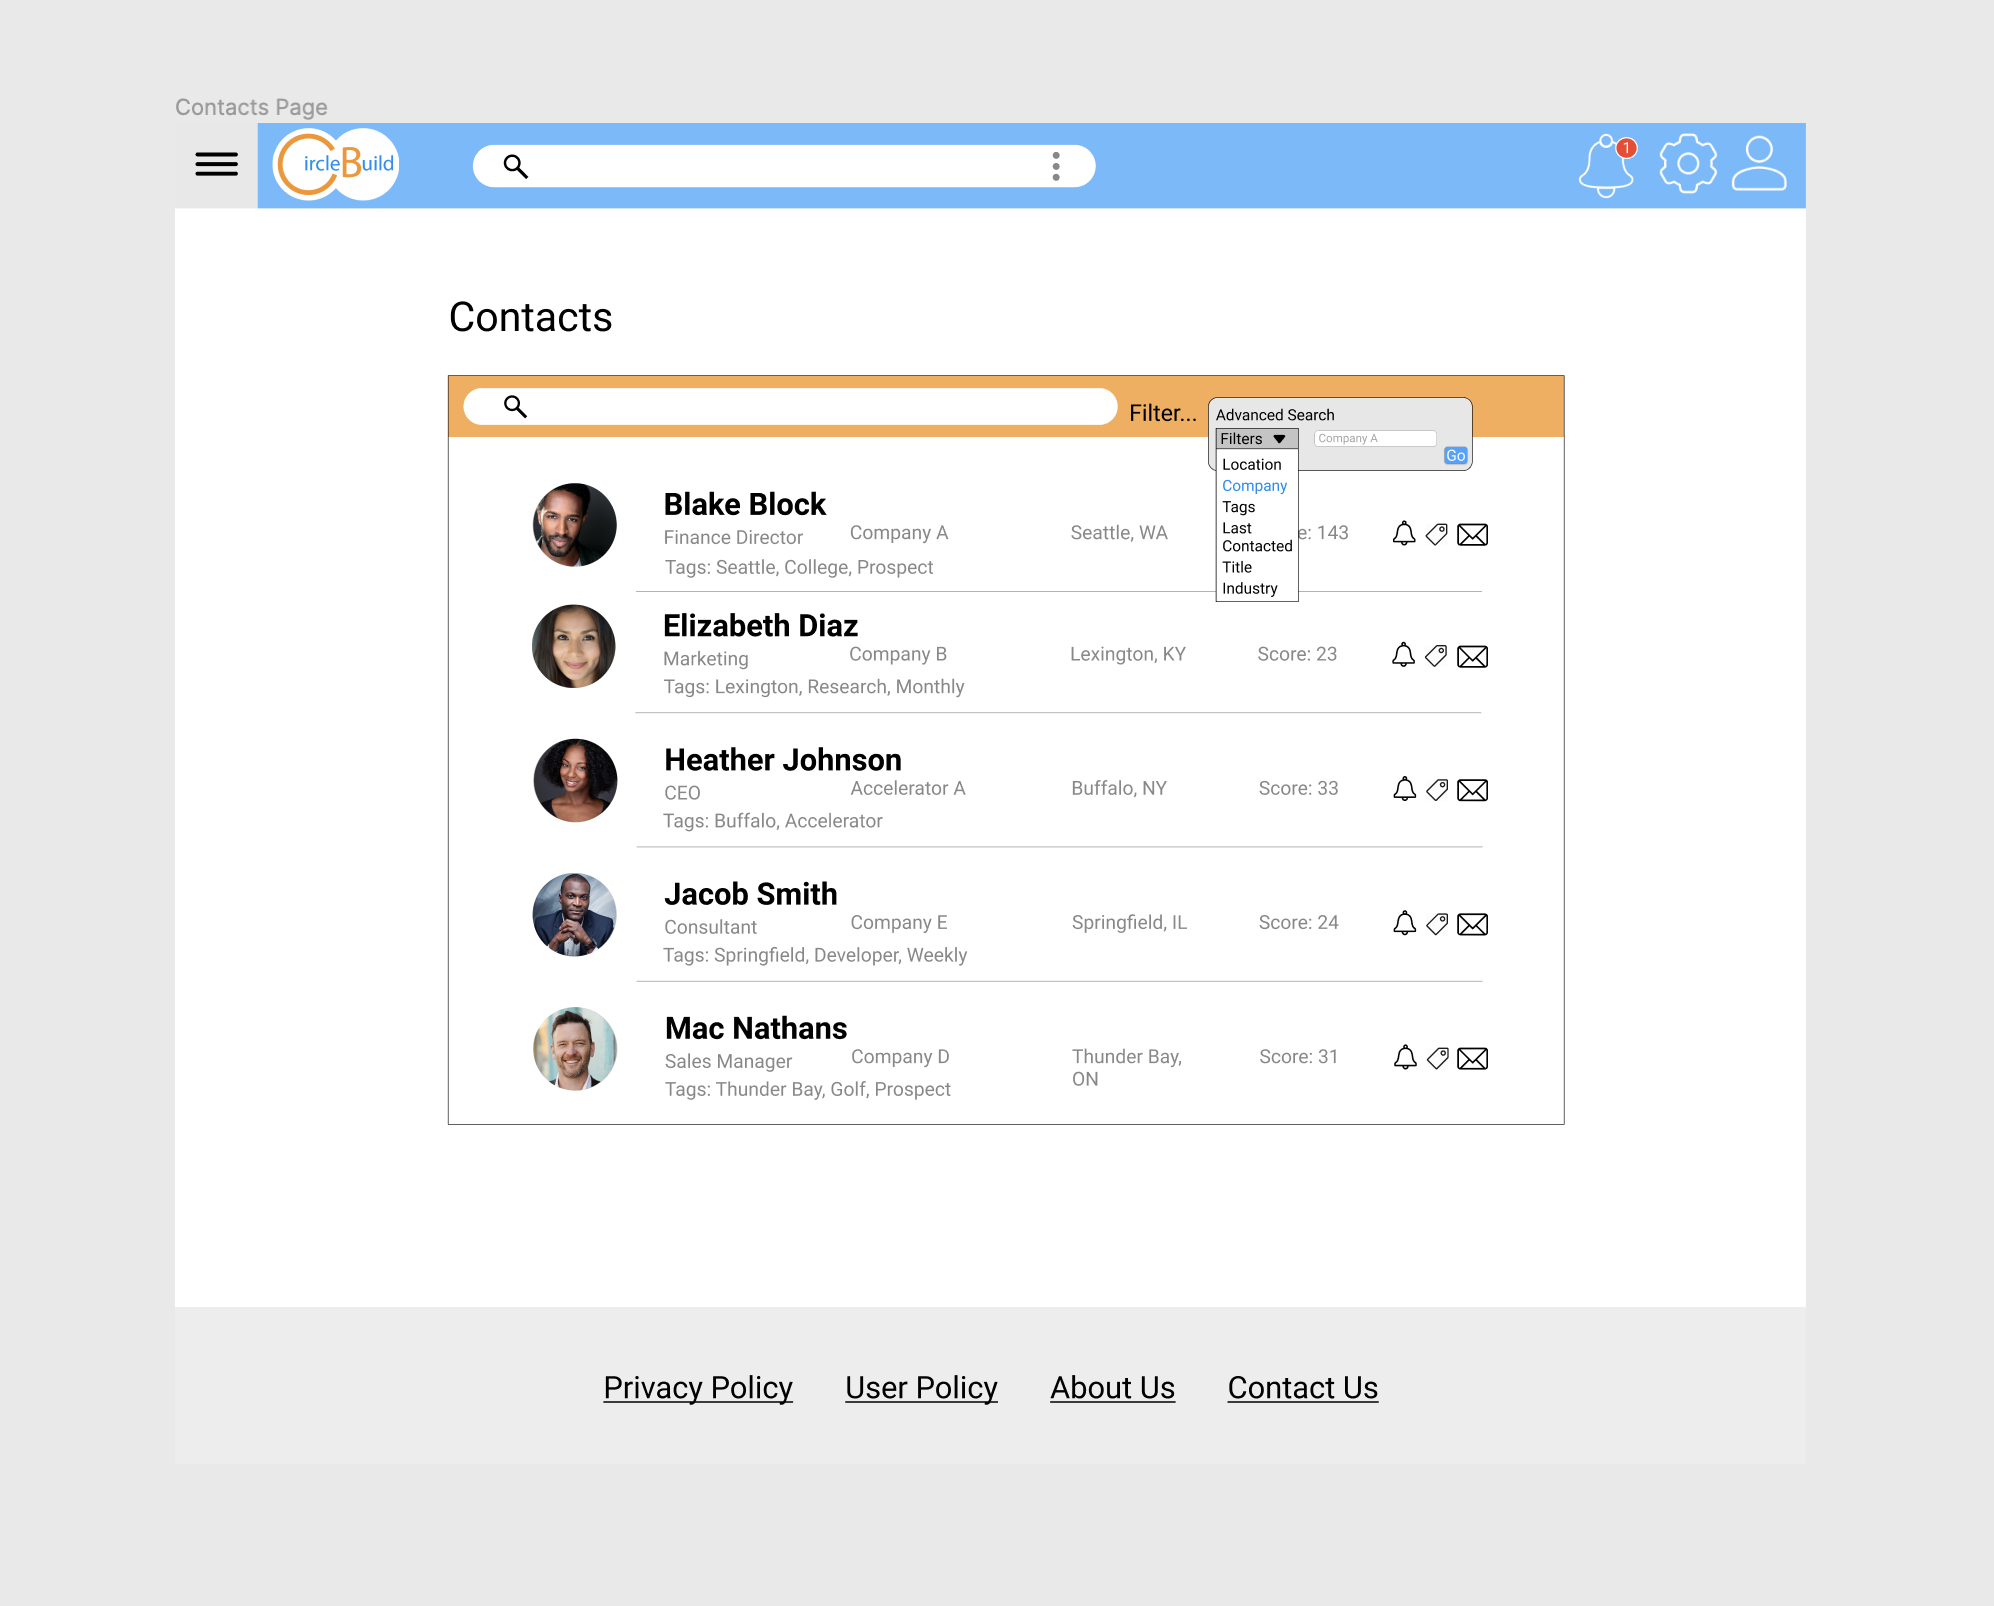 Contacts Page
CircleBuild
1
Contacts
Filter...
Advanced Search
Filters
Company A
Go
Location
Company
Tags
Last
Contacted
Title
Industry
Blake Block
Finance Director
Company A
Seattle, WA
e: 143
Tags: Seattle, College, Prospect
Elizabeth Diaz
Marketing
Company B
Lexington, KY
Score: 23
Tags: Lexington, Research, Monthly
Heather Johnson
CEO
Accelerator A
Buffalo, NY
Score: 33
Tags: Buffalo, Accelerator
Jacob Smith
Consultant
Company E
Springfield, IL
Score: 24
Tags: Springfield, Developer, Weekly
Mac Nathans
Sales Manager
Company D
Thunder Bay,
ON
Score: 31
Tags: Thunder Bay, Golf, Prospect
Privacy Policy
User Policy
About Us
Contact Us